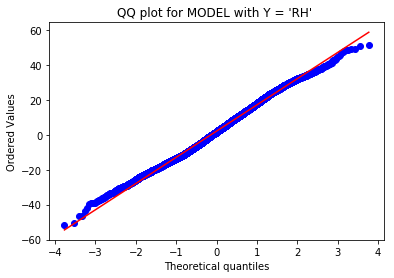 QQ plot for MODEL with Y = 'RH'
60
40
20
0
−20
−40
−60
Ordered Values
−4 −3 −2 −1 0 1 2 3 4
Theoretical quantiles